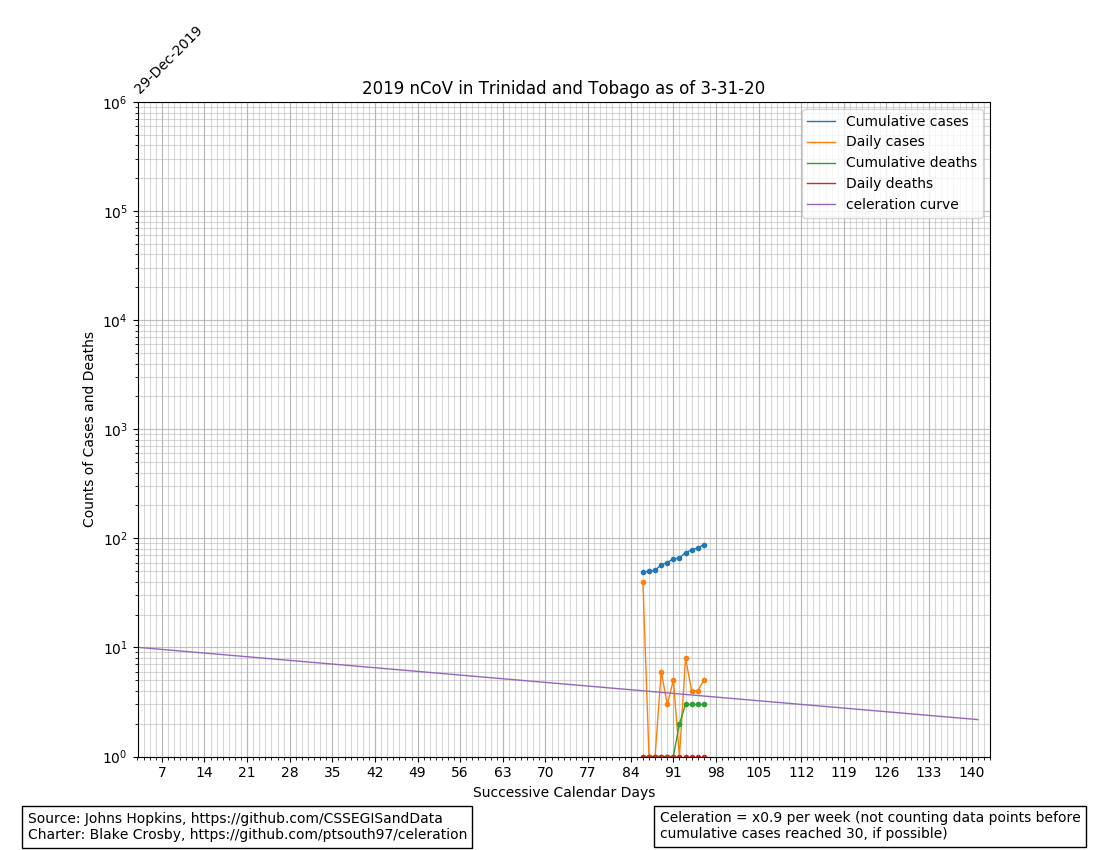 29-Dec-2019
2019 nCoV in Trinidad and Tobago as of 3-31-20
Cumulative cases
Daily cases
Cumulative deaths
Daily deaths
celeration curve
Counts of Cases and Deaths
10^6
10^5
10^4
10^3
10^2
10^1
10^0
7 14 21 28 35 42 49 56 63 70 77 84 91 98 105 112 119 126 133 140
Successive Calendar Days
Source: Johns Hopkins, https://github.com/CSSEGISandData
Charter: Blake Crosby, https://github.com/ptsouth97/celeration
Celeration = x0.9 per week (not counting data points before
cumulative cases reached 30, if possible)